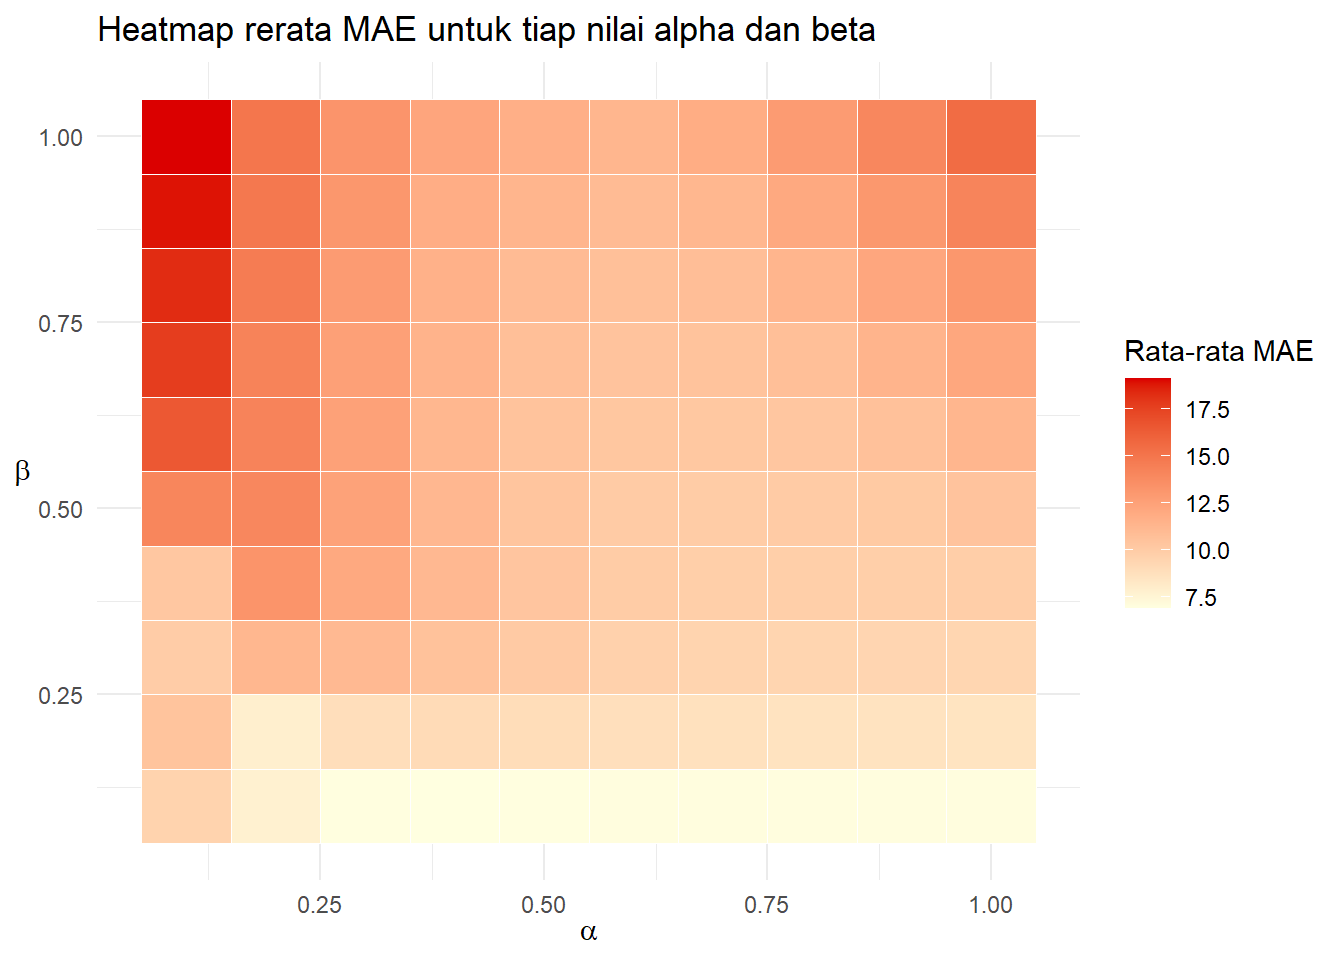 Heatmap rerata MAE untuk tiap nilai alpha dan beta
1.00
0.75
0.50
0.25
β
0.25 0.50 0.75 1.00
α
Rata-rata MAE
17.5
15.0
12.5
10.0
7.5